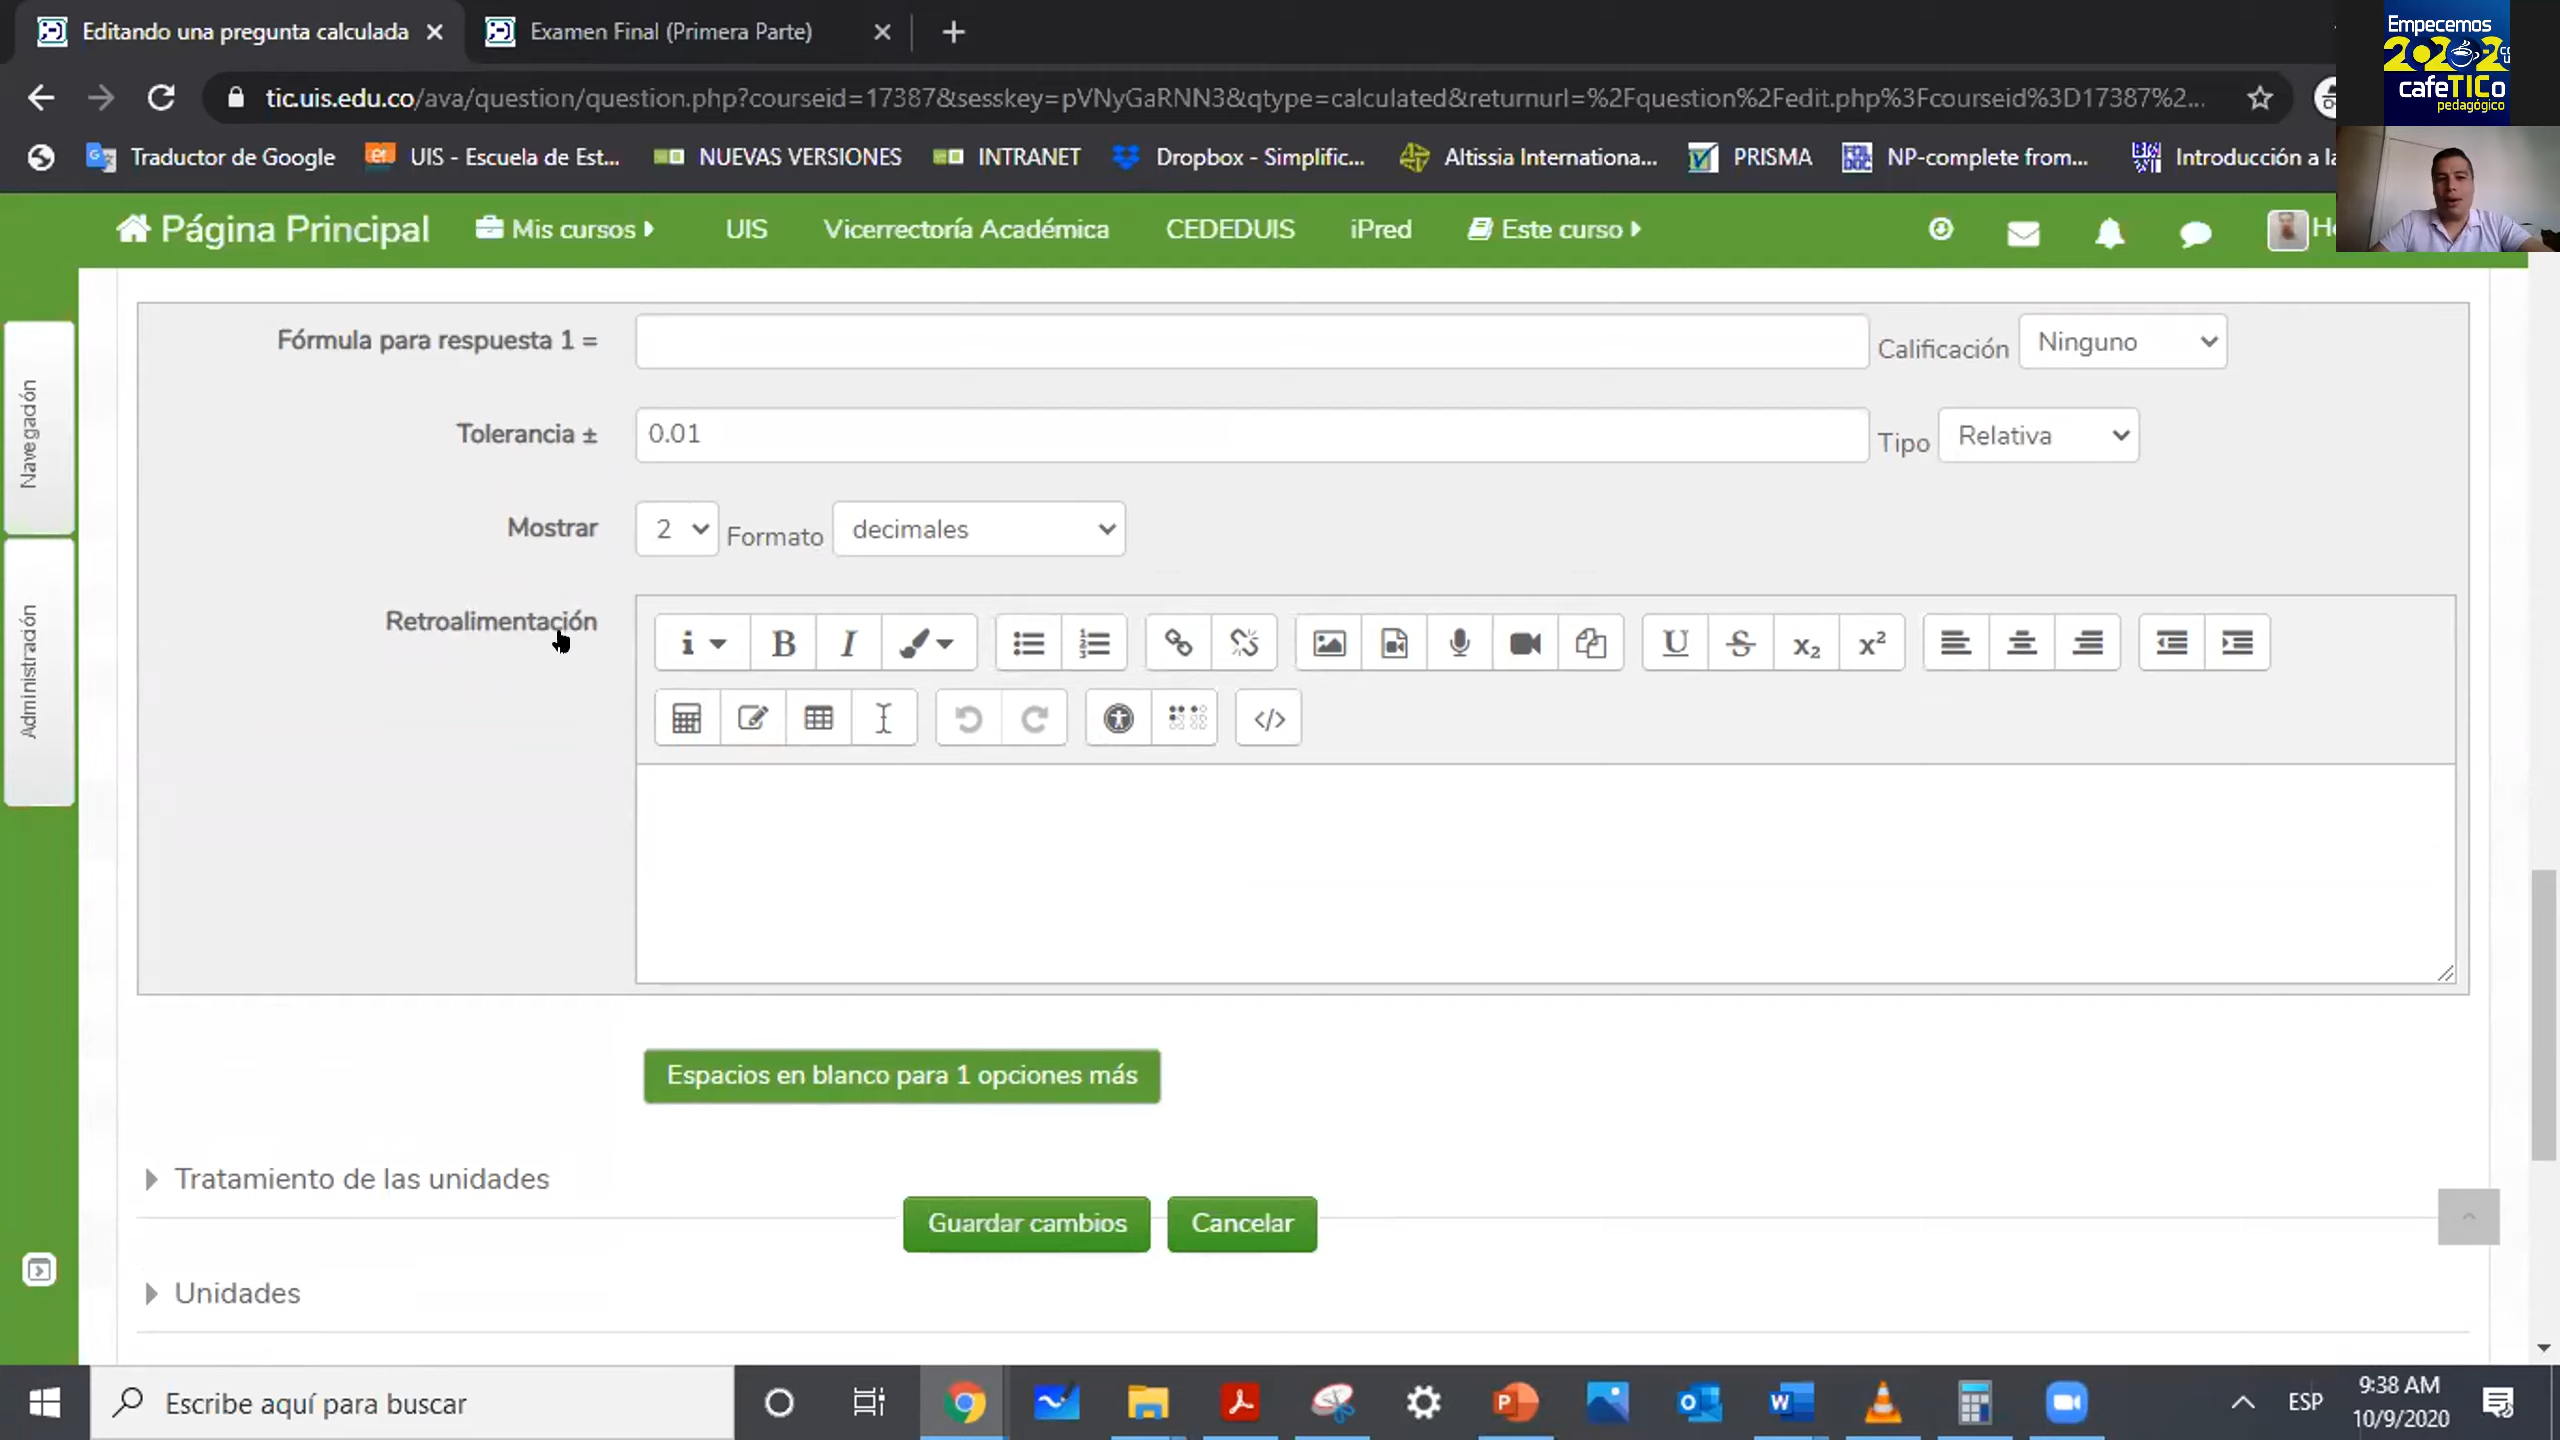 Editando una pregunta calculada
Examen Final (Primera Parte)
Empecemos
2020-2
cafeTICo
pedagógico
tic.uis.edu.co/ava/question/question.php?courseid=17387&sesskey=pVNyGaRNN3&qtype=calculated&returnurl=%2Fquestion%2Fedit.php%3Fcourseid%3D17387%2...
Traductor de Google
UIS - Escuela de Est...
NUEVAS VERSIONES
INTRANET
Dropbox - Simplific...
Altissia Internationa...
PRISMA
NP-complete from...
Introducción a la
Página Principal
Mis cursos
UIS
Vicerrectoría Académica
CEDEDUIS
iPred
Este curso
Navegación
Administración
Fórmula para respuesta 1 =
Calificación
Ninguno
Tolerancia ±
0.01
Tipo
Relativa
Mostrar
2
Formato
decimales
Retroalimentación
Espacios en blanco para 1 opciones más
Tratamiento de las unidades
Guardar cambios
Cancelar
Unidades
Escribe aquí para buscar
ESP
9:38 AM
10/9/2020